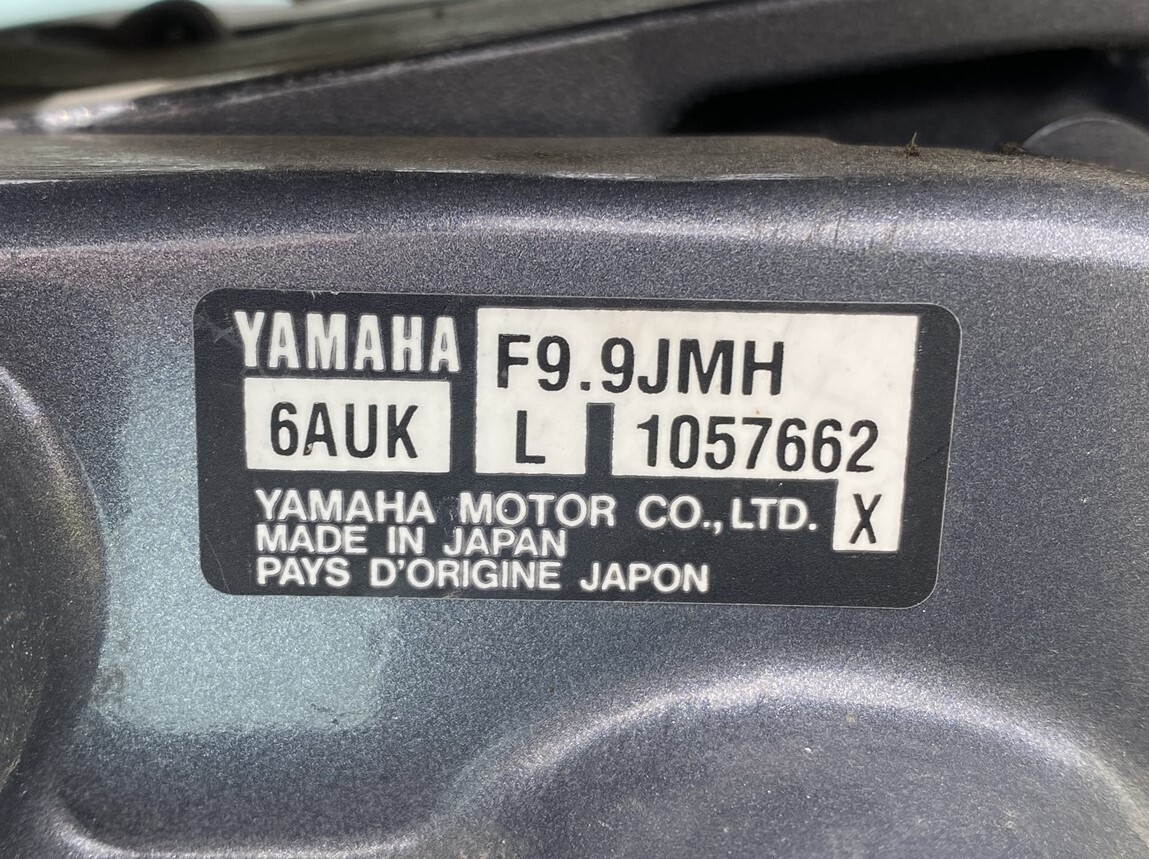 YAMAHA F9.9JMH
6AUK L 1057662
X
YAMAHA MOTOR CO., LTD.
MADE IN JAPAN
PAYS D'ORIGINE JAPON